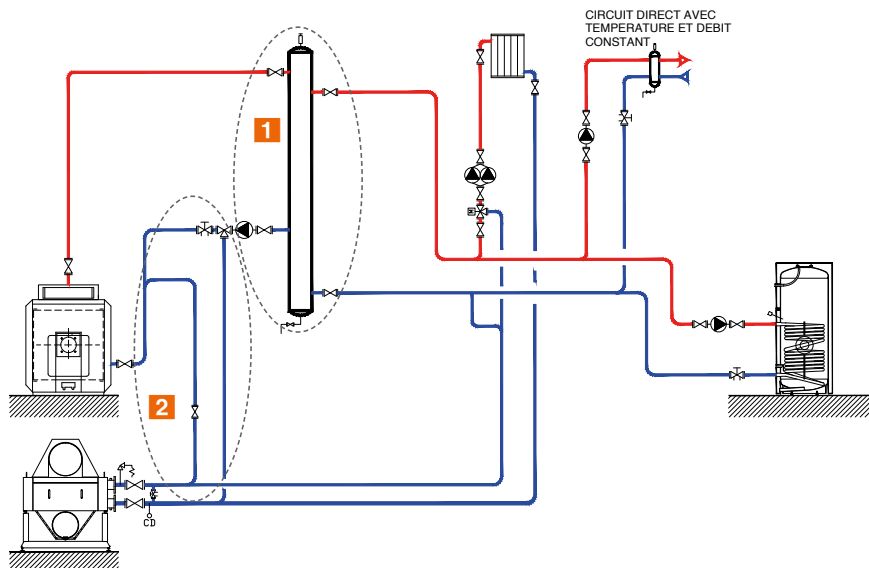 CIRCUIT DIRECT AVEC
TEMPERATURE ET DEBIT
CONSTANT
1
2
CD